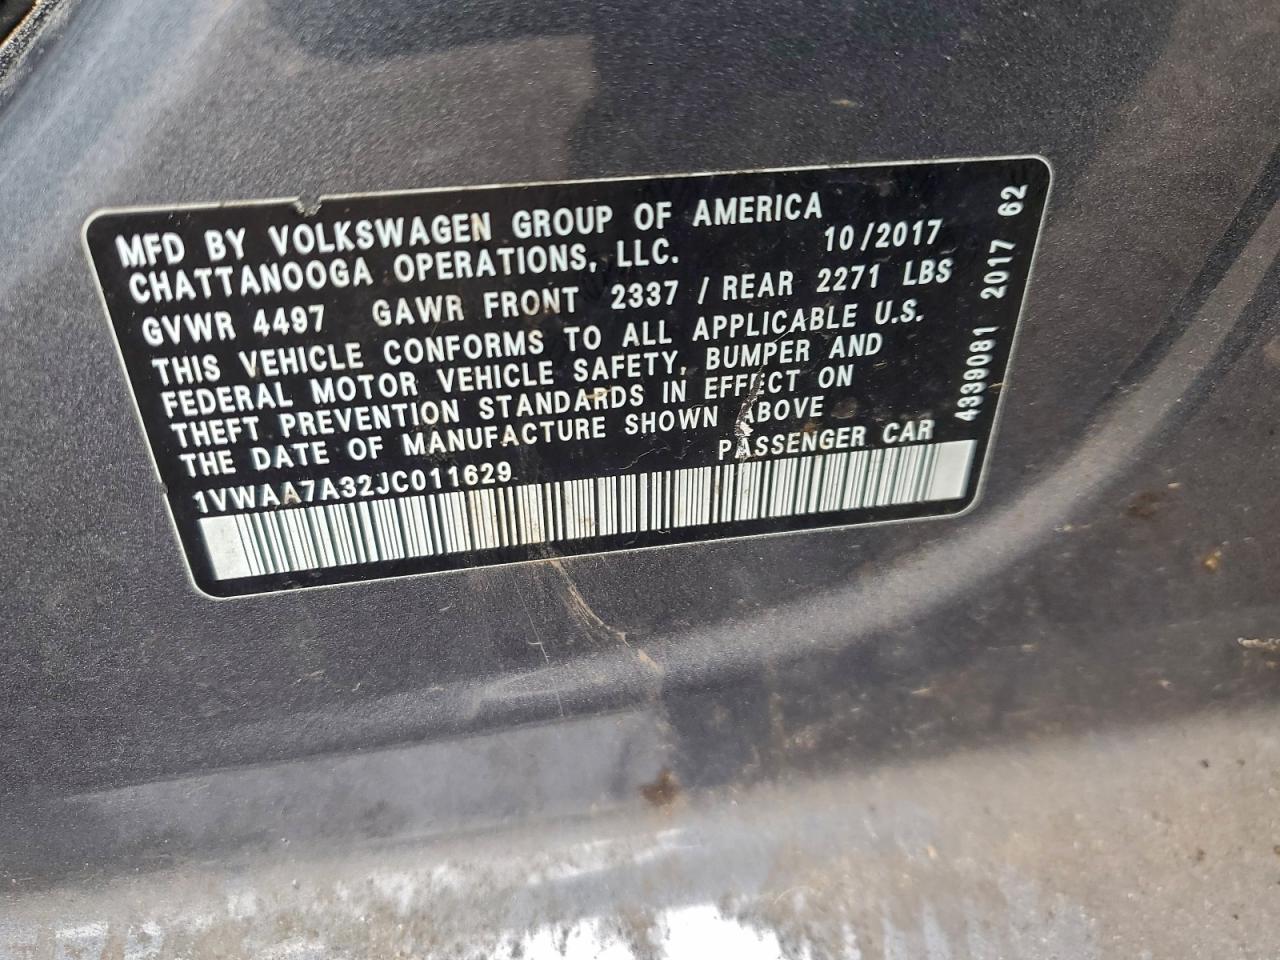 MFD BY VOLKSWAGEN GROUP OF AMERICA
CHATTANOOGA OPERATIONS, LLC. 10/2017
GVWR 4497 GAWR FRONT 2337 / REAR 2271 LBS
THIS VEHICLE CONFORMS TO ALL APPLICABLE U.S.
FEDERAL MOTOR VEHICLE SAFETY, BUMPER AND
THEFT PREVENTION STANDARDS IN EFFECT ON
THE DATE OF MANUFACTURE SHOWN ABOVE
1VWAA7A32JC011629 PASSENGER CAR
4339081 2017 62